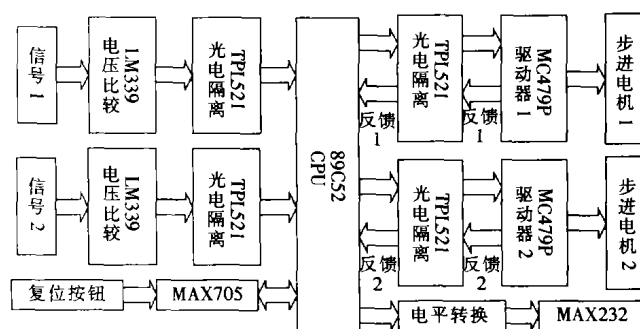 信号 1
LM339
电压比较
TPL521
光电隔离
89C52
CPU
TPL521
光电隔离
反馈
1
反馈
1
MC479P
驱动器 1
步进电机 1
信号 2
LM339
电压比较
TPL521
光电隔离
TPL521
光电隔离
反馈
2
反馈
2
MC479P
驱动器 2
步进电机 2
复位按钮
MAX705
电平转换
MAX232